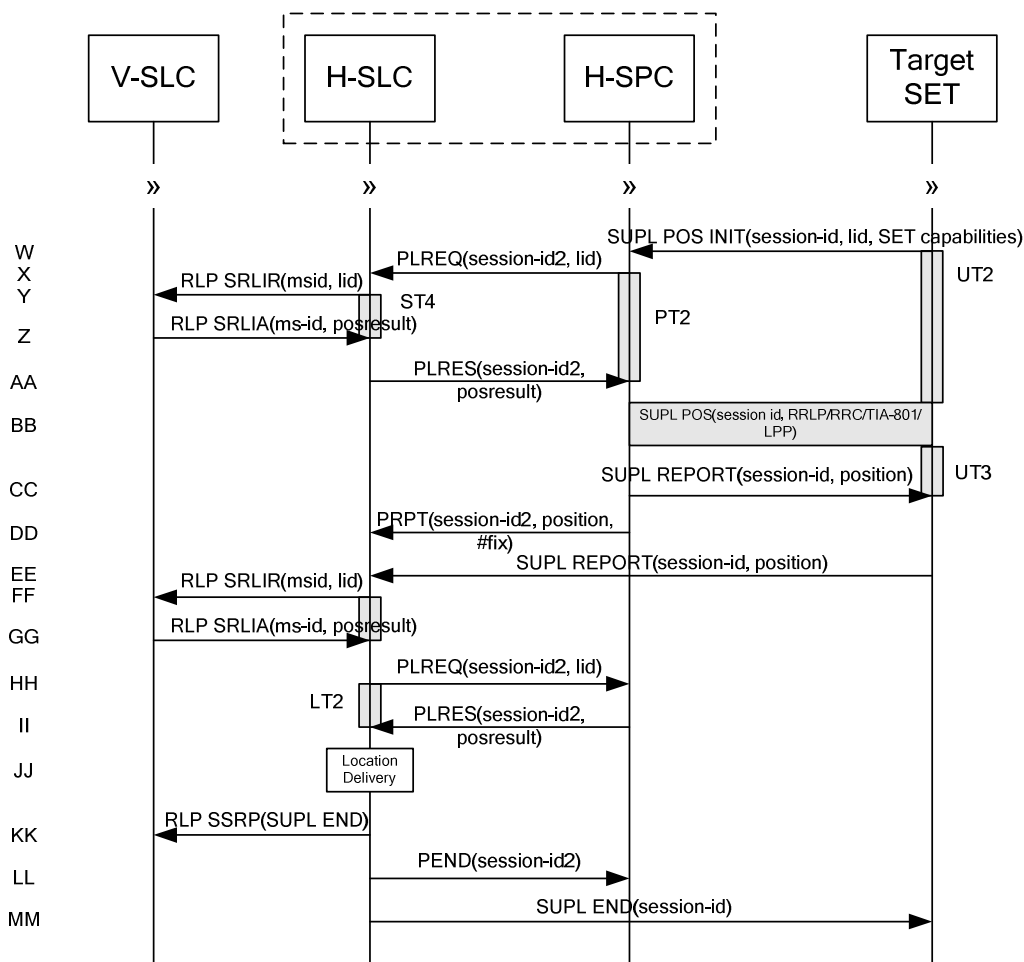 V-SLC
H-SLC
H-SPC
Target
SET
»
»
»
»
W
SUPL POS INIT(session-id, lid, SET capabilities)
X
PLREQ(session-id2, lid)
UT2
Y
RLP SRLIR(msid, lid)
ST4
PT2
Z
RLP SRLIA(ms-id, posresult)
AA
PLRES(session-id2,
posresult)
BB
SUPL POS(session id, RRLP/RRC/TIA-801/
LPP)
UT3
CC
SUPL REPORT(session-id, position)
DD
PRPT(session-id2, position,
#fix)
EE
SUPL REPORT(session-id, position)
FF
RLP SRLIR(msid, lid)
GG
RLP SRLIA(ms-id, posresult)
HH
PLREQ(session-id2, lid)
LT2
II
PLRES(session-id2,
posresult)
JJ
Location
Delivery
KK
RLP SSRP(SUPL END)
LL
PEND(session-id2)
MM
SUPL END(session-id)